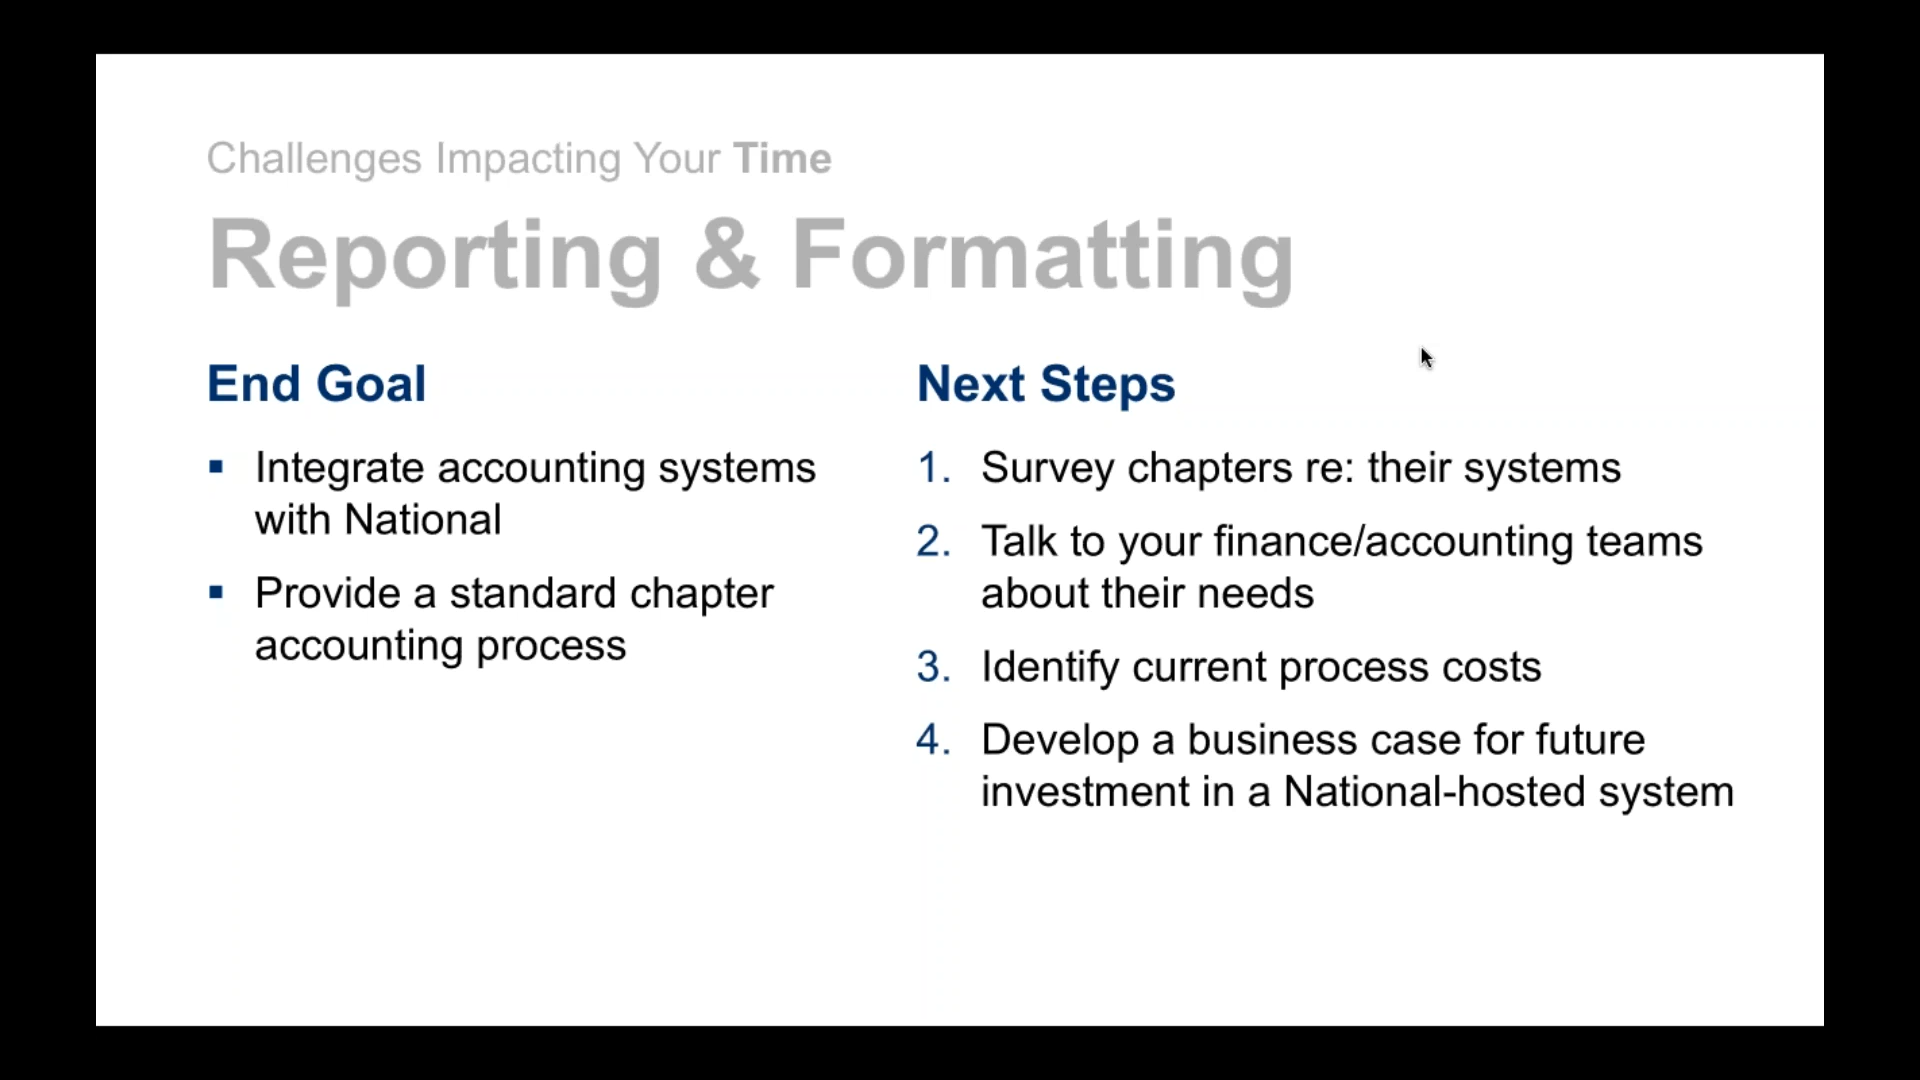 Challenges Impacting Your Time
Reporting & Formatting
End Goal
▪ Integrate accounting systems
with National
▪ Provide a standard chapter
accounting process
Next Steps
1. Survey chapters re: their systems
2. Talk to your finance/accounting teams
about their needs
3. Identify current process costs
4. Develop a business case for future
investment in a National-hosted system